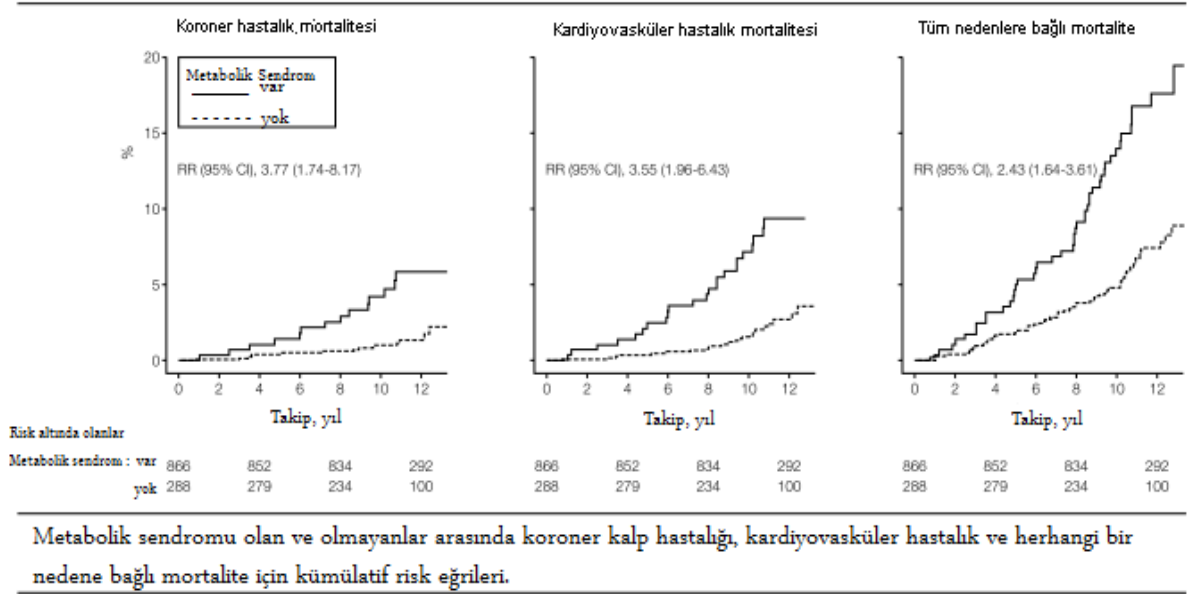 Koroner hastalık mortalitesi
Kardiyovasküler hastalık mortalitesi
Tüm nedenlere bağlı mortalite
20
15
10
5
0
%
Metabolik Sendrom
var
yok
RR (95% CI), 3.77 (1.74-8.17)
RR (95% CI), 3.55 (1.96-6.43)
RR (95% CI), 2.43 (1.64-3.61)
0 2 4 6 8 10 12
0 2 4 6 8 10 12
0 2 4 6 8 10 12
Takip, yıl
Takip, yıl
Takip, yıl
Risk altında olanlar
Metabolik sendrom : var 866 852 834 292 866 852 834 292 866 852 834 292
yok 288 279 234 100 288 279 234 100 288 279 234 100
Metabolik sendromu olan ve olmayanlar arasında koroner kalp hastalığı, kardiyovasküler hastalık ve herhangi bir
nedene bağlı mortalite için kümülatif risk eğrileri.